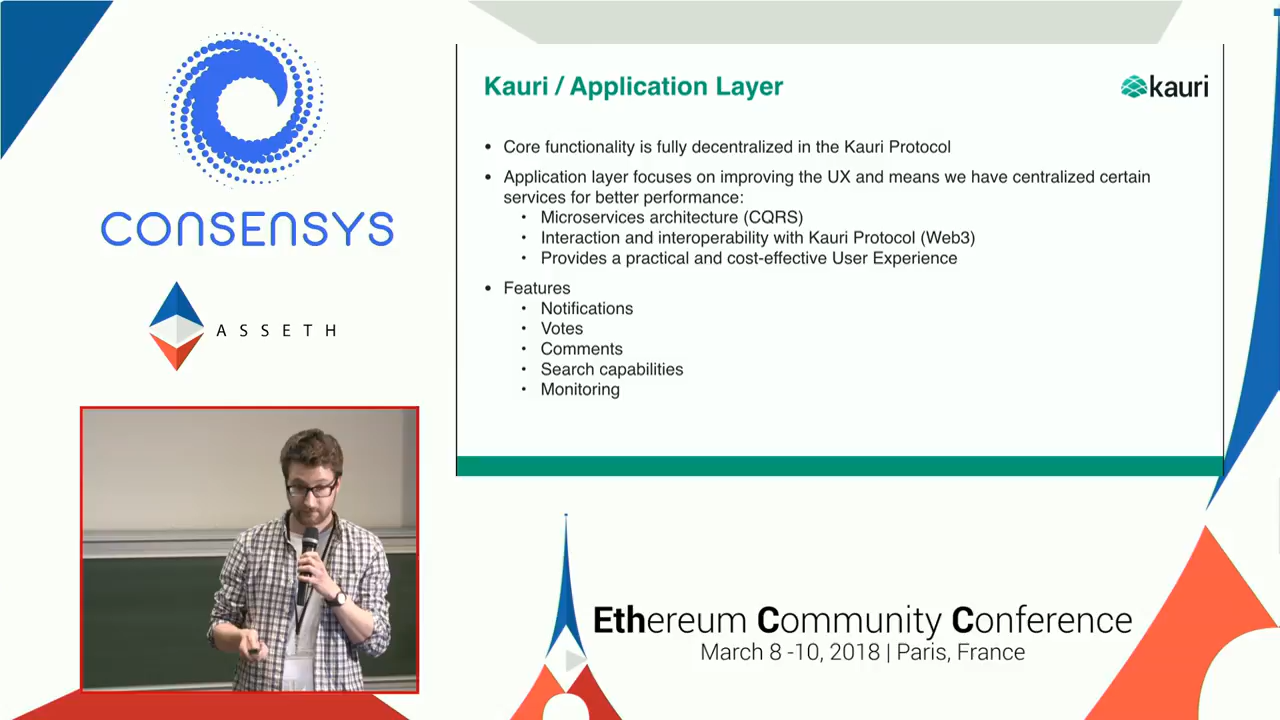 CONSENSYS
ASSETH
Kauri / Application Layer
kauri
• Core functionality is fully decentralized in the Kauri Protocol
• Application layer focuses on improving the UX and means we have centralized certain
services for better performance:
• Microservices architecture (CQRS)
• Interaction and interoperability with Kauri Protocol (Web3)
• Provides a practical and cost-effective User Experience
• Features
• Notifications
• Votes
• Comments
• Search capabilities
• Monitoring
Ethereum Community Conference
March 8 -10, 2018 | Paris, France